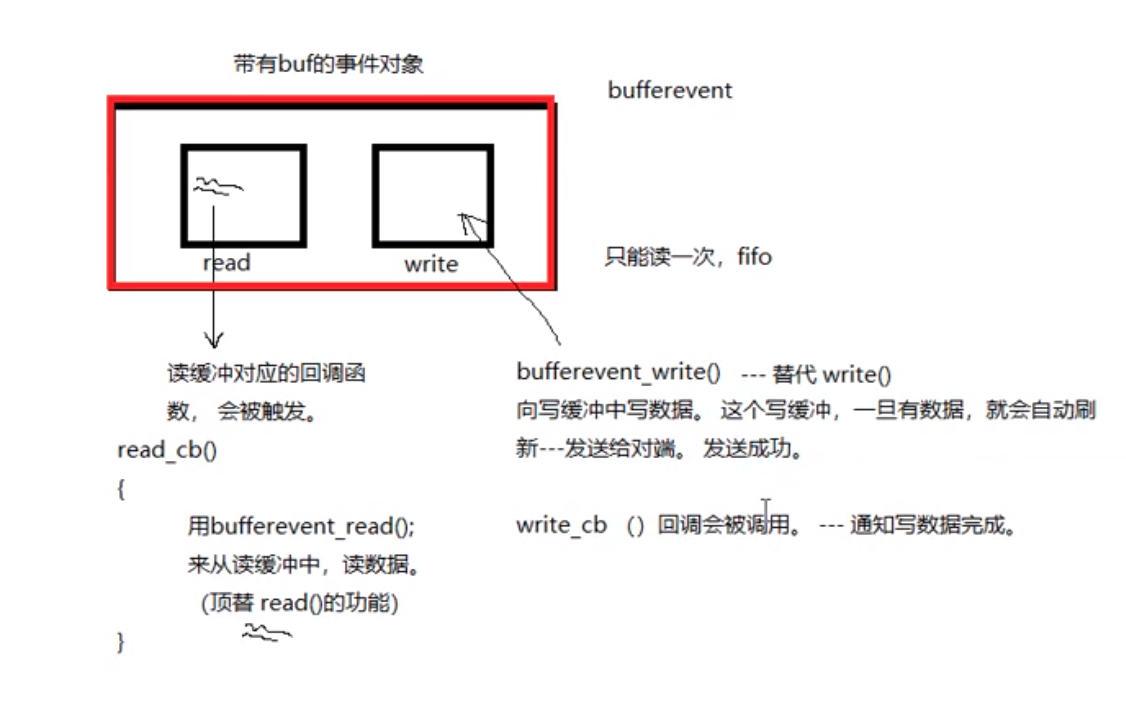 带有buf的事件对象
bufferevent
read
write
只能读一次，fifo
读缓冲对应的回调函
数， 会被触发。
read_cb()
{
用bufferevent_read();
来从读缓冲中，读数据。
（顶替 read()的功能）
}
bufferevent_write() --- 替代 write()
向写缓冲中写数据。 这个写缓冲，一旦有数据，就会自动刷
新---发送给对端。 发送成功。
write_cb （）回调会被调用。 --- 通知写数据完成。